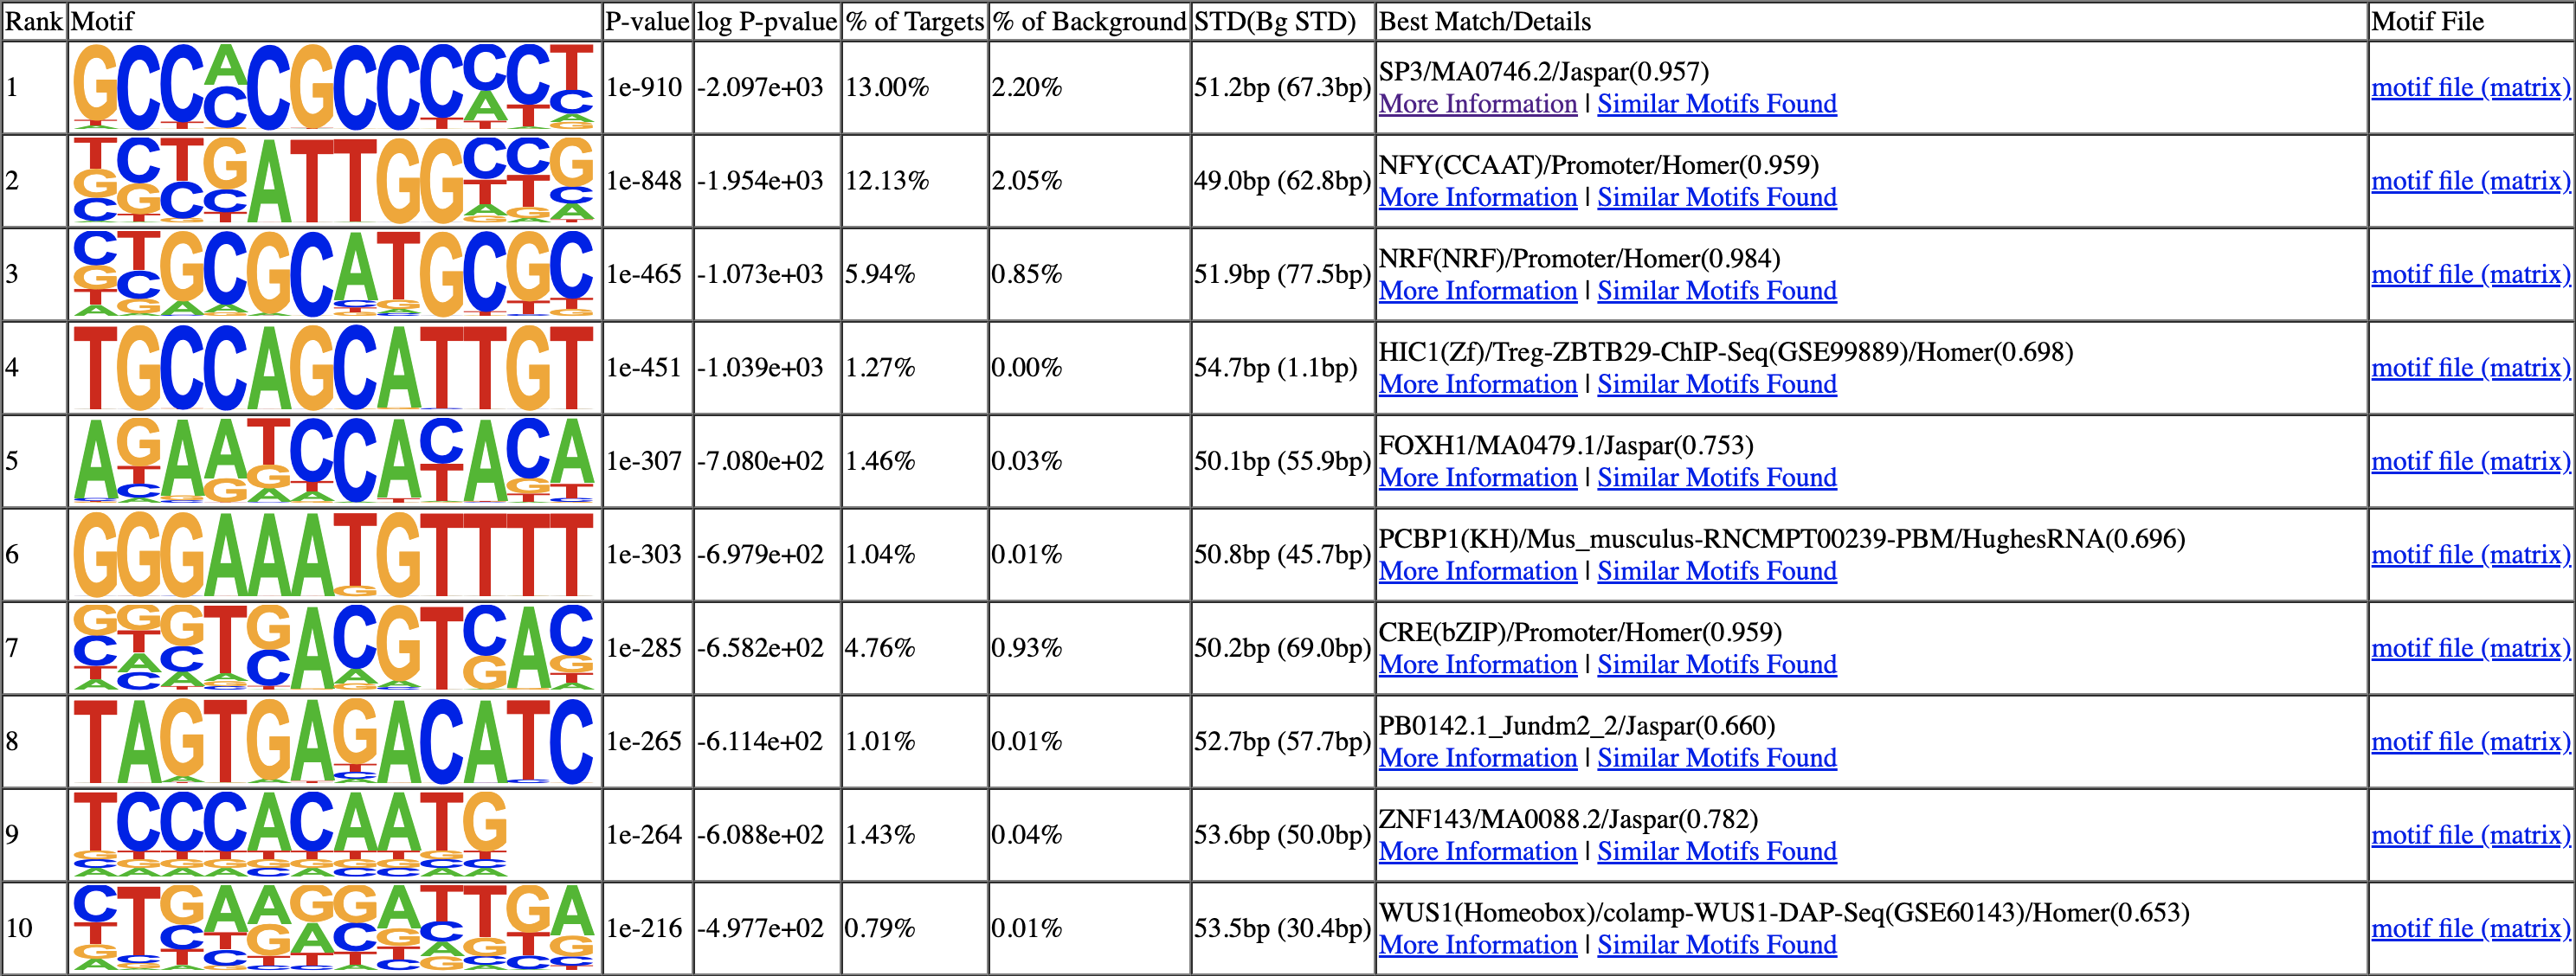 Rank Motif P-value log P-pvalue % of Targets % of Background STD(Bg STD) Best Match/Details Motif File
1 GCCACGCCCCCT 1e-910 -2.097e+03 13.00% 2.20% 51.2bp (67.3bp) SP3/MA0746.2/Jaspar(0.957)
More Information | Similar Motifs Found motif file (matrix)
2 TCTGATTGGCCG 1e-848 -1.954e+03 12.13% 2.05% 49.0bp (62.8bp) NFY(CCAAT)/Promoter/Homer(0.959)
More Information | Similar Motifs Found motif file (matrix)
3 CTGCGCATGCGC 1e-465 -1.073e+03 5.94% 0.85% 51.9bp (77.5bp) NRF(NRF)/Promoter/Homer(0.984)
More Information | Similar Motifs Found motif file (matrix)
4 TGCCAGCATTGT 1e-451 -1.039e+03 1.27% 0.00% 54.7bp (1.1bp) HIC1(Zf)/Treg-ZBTB29-ChIP-Seq(GSE99889)/Homer(0.698)
More Information | Similar Motifs Found motif file (matrix)
5 AGAATCCACACA 1e-307 -7.080e+02 1.46% 0.03% 50.1bp (55.9bp) FOXH1/MA0479.1/Jaspar(0.753)
More Information | Similar Motifs Found motif file (matrix)
6 GGGAAATGTTTT 1e-303 -6.979e+02 1.04% 0.01% 50.8bp (45.7bp) PCBP1(KH)/Mus_musculus-RNCMPT00239-PBM/HughesRNA(0.696)
More Information | Similar Motifs Found motif file (matrix)
7 GGGTGACGTCAC 1e-285 -6.582e+02 4.76% 0.93% 50.2bp (69.0bp) CRE(bZIP)/Promoter/Homer(0.959)
More Information | Similar Motifs Found motif file (matrix)
8 TAGTGAGACATC 1e-265 -6.114e+02 1.01% 0.01% 52.7bp (57.7bp) PB0142.1_Jundm2_2/Jaspar(0.660)
More Information | Similar Motifs Found motif file (matrix)
9 TCCCACAATG 1e-264 -6.088e+02 1.43% 0.04% 53.6bp (50.0bp) ZNF143/MA0088.2/Jaspar(0.782)
More Information | Similar Motifs Found motif file (matrix)
10 CTGAAGGATTGA 1e-216 -4.977e+02 0.79% 0.01% 53.5bp (30.4bp) WUS1(Homeobox)/colamp-WUS1-DAP-Seq(GSE60143)/Homer(0.653)
More Information | Similar Motifs Found motif file (matrix)